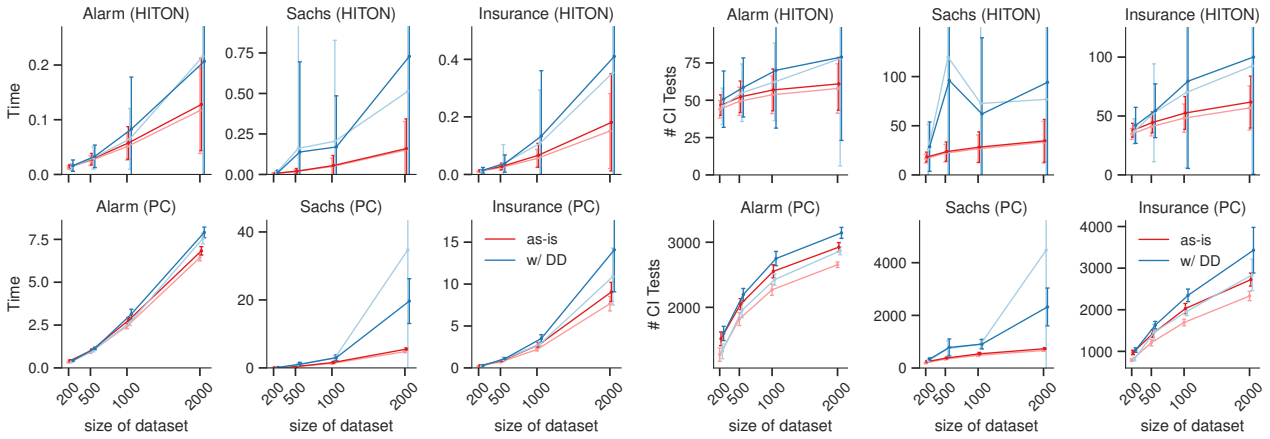 Alarm (HITON)
Sachs (HITON)
Insurance (HITON)
Alarm (HITON)
Sachs (HITON)
Insurance (HITON)
Time
0.2
0.1
0.0
0.75
0.50
0.25
0.00
0.4
0.2
0.0
# CI Tests
75
50
25
0
100
50
0
100
50
0
Alarm (PC)
Sachs (PC)
Insurance (PC)
Alarm (PC)
Sachs (PC)
Insurance (PC)
Time
7.5
5.0
2.5
0.0
40
20
0
15
10
5
0
as-is
w/ DD
# CI Tests
3000
2000
4000
2000
0
4000
3000
2000
1000
as-is
w/ DD
200
500
1000
2000
200
500
1000
2000
200
500
1000
2000
200
500
1000
2000
200
500
1000
2000
200
500
1000
2000
size of dataset
size of dataset
size of dataset
size of dataset
size of dataset
size of dataset